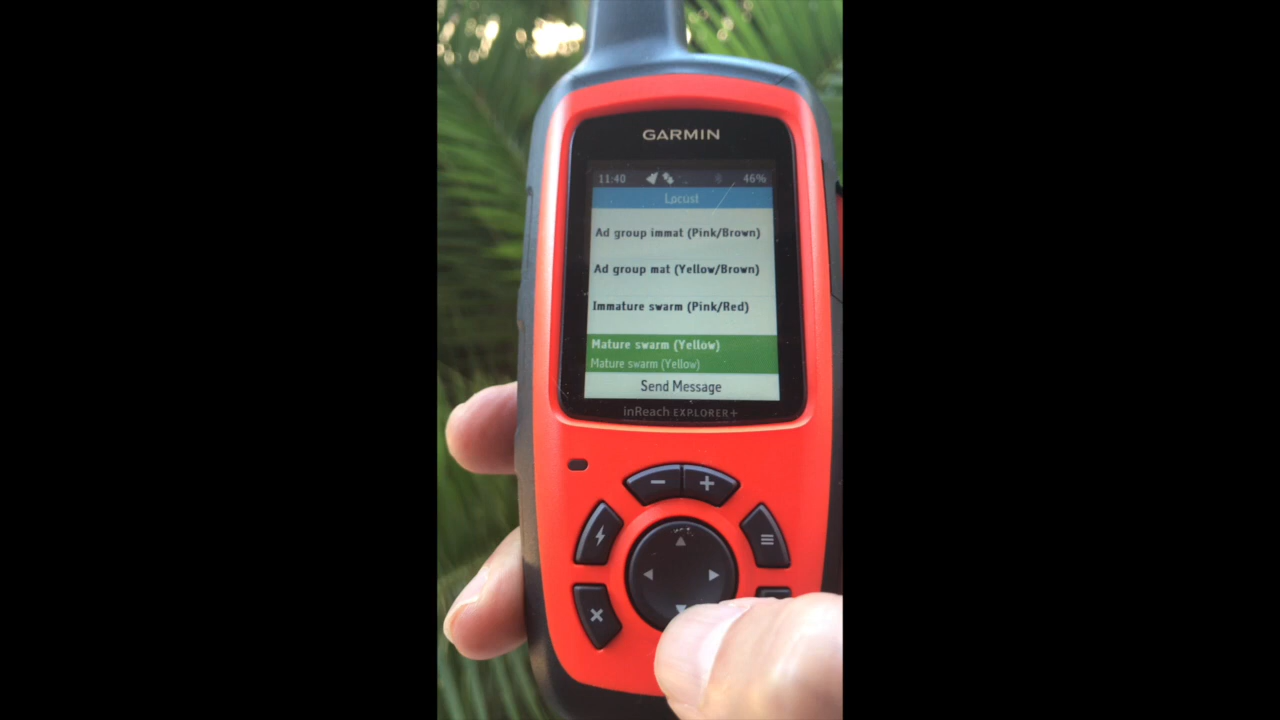 GARMIN
11:40 46%
Locust
Ad group immat (Pink/Brown)
Ad group mat (Yellow/Brown)
Immature swarm (Pink/Red)
Mature swarm (Yellow)
Mature swarm (Yellow)
Send Message
inReach EXPLORER+